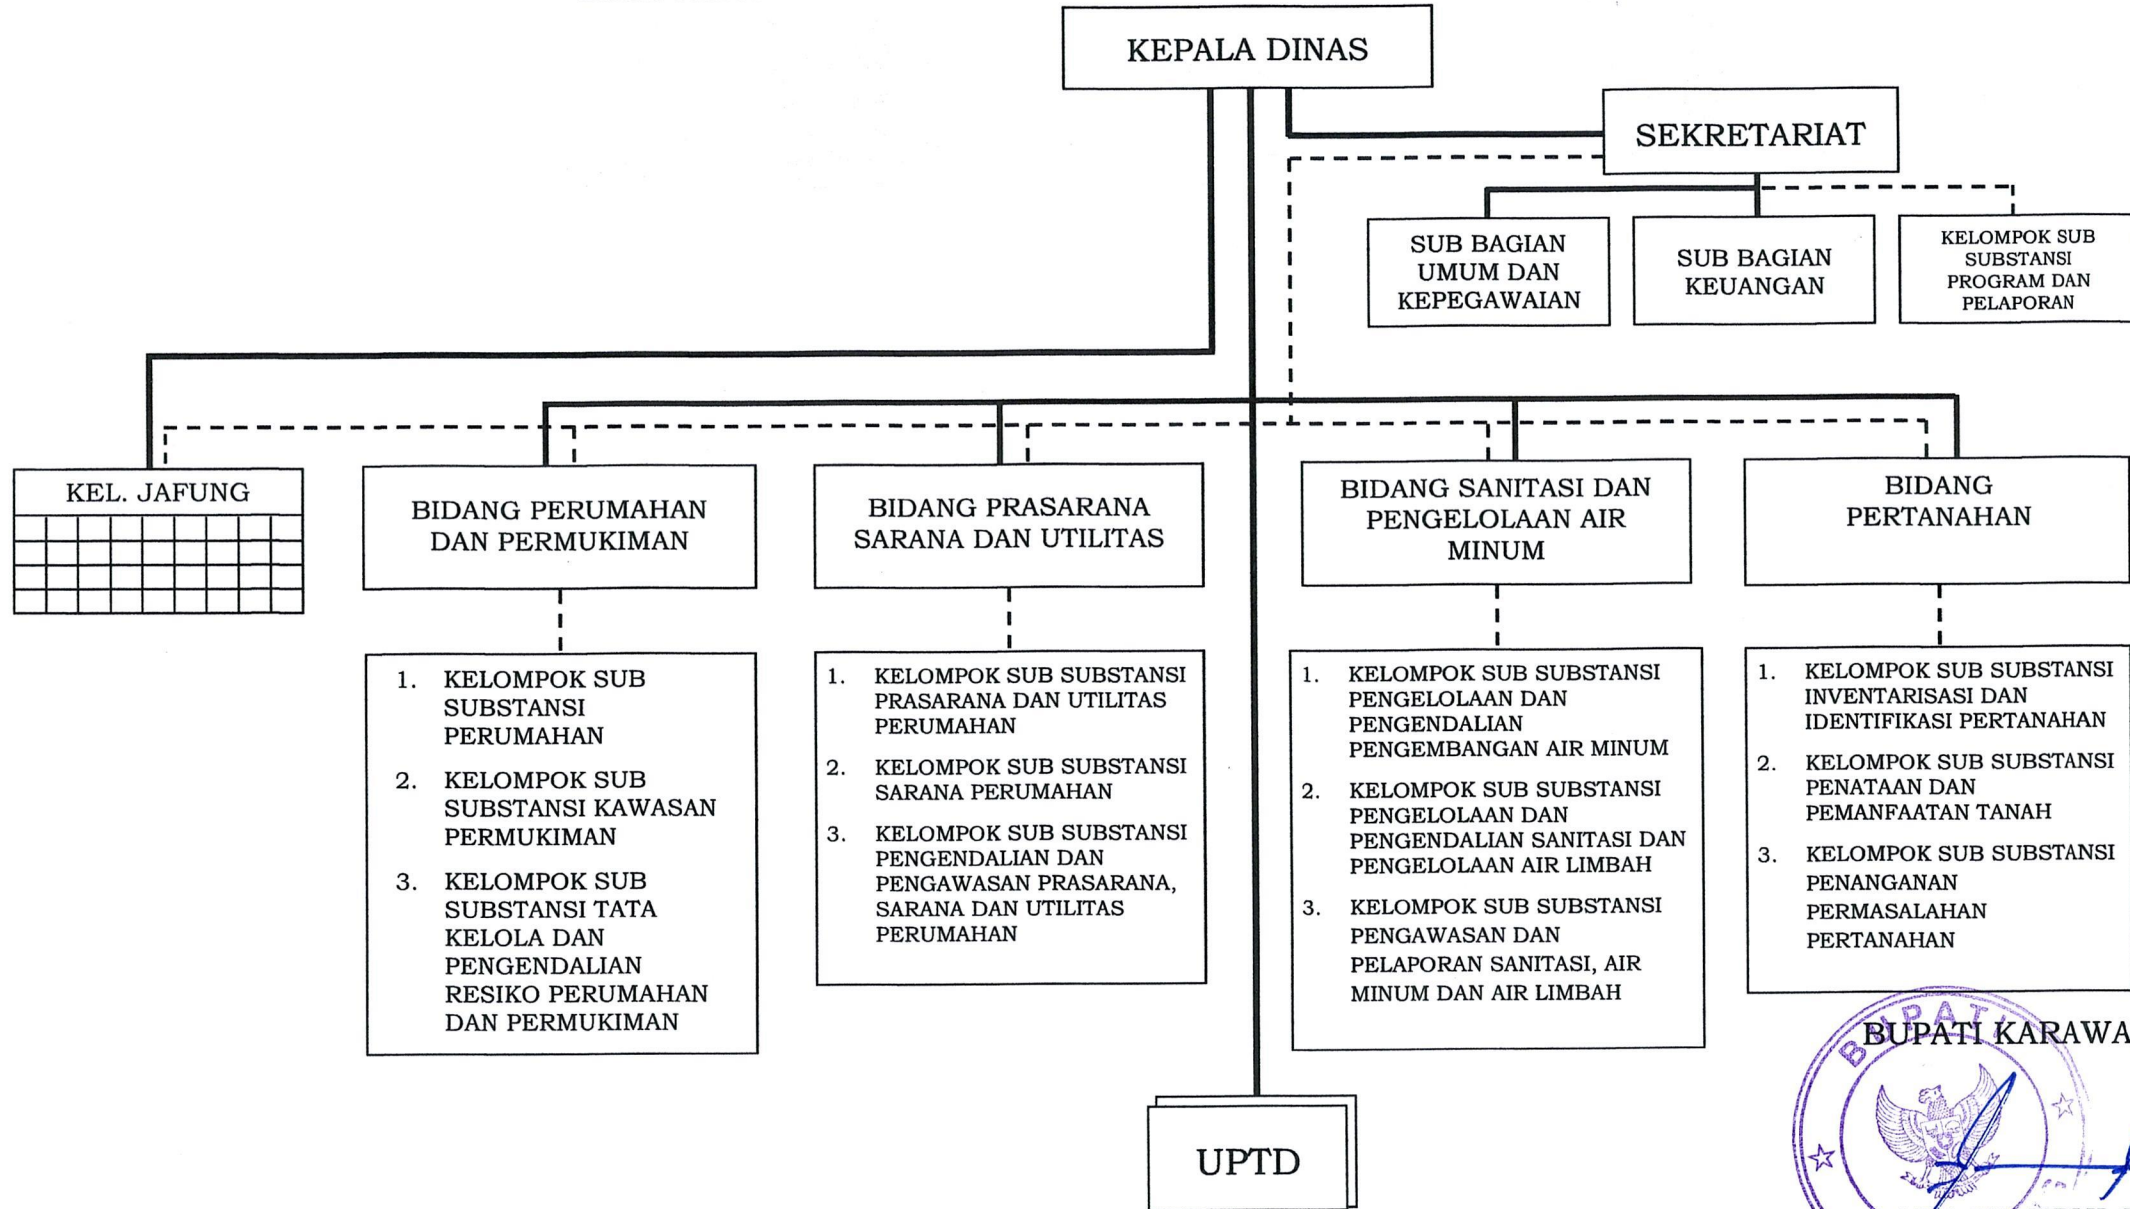 KEPALA DINAS
SEKRETARIAT
SUB BAGIAN
UMUM DAN
KEPEGAWAIAN
SUB BAGIAN
KEUANGAN
KELOMPOK SUB
SUBSTANSI
PROGRAM DAN
PELAPORAN
KEL. JAFUNG
BIDANG PERUMAHAN
DAN PERMUKIMAN
BIDANG PRASARANA
SARANA DAN UTILITAS
BIDANG SANITASI DAN
PENGELOLAAN AIR
MINUM
BIDANG
PERTANAHAN
1. KELOMPOK SUB
SUBSTANSI
PERUMAHAN
2. KELOMPOK SUB
SUBSTANSI KAWASAN
PERMUKIMAN
3. KELOMPOK SUB
SUBSTANSI TATA
KELOLA DAN
PENGENDALIAN
RESIKO PERUMAHAN
DAN PERMUKIMAN
1. KELOMPOK SUB SUBSTANSI
PRASARANA DAN UTILITAS
PERUMAHAN
2. KELOMPOK SUB SUBSTANSI
SARANA PERUMAHAN
3. KELOMPOK SUB SUBSTANSI
PENGENDALIAN DAN
PENGAWASAN PRASARANA,
SARANA DAN UTILITAS
PERUMAHAN
1. KELOMPOK SUB SUBSTANSI
PENGELOLAAN DAN
PENGENDALIAN
PENGEMBANGAN AIR MINUM
2. KELOMPOK SUB SUBSTANSI
PENGELOLAAN DAN
PENGENDALIAN SANITASI DAN
PENGELOLAAN AIR LIMBAH
3. KELOMPOK SUB SUBSTANSI
PENGAWASAN DAN
PELAPORAN SANITASI, AIR
MINUM DAN AIR LIMBAH
1. KELOMPOK SUB SUBSTANSI
INVENTARISASI DAN
IDENTIFIKASI PERTANAHAN
2. KELOMPOK SUB SUBSTANSI
PENATAAN DAN
PEMANFAATAN TANAH
3. KELOMPOK SUB SUBSTANSI
PENANGANAN
PERMASALAHAN
PERTANAHAN
BUPATI KARAWA
BUPATI
UPTD